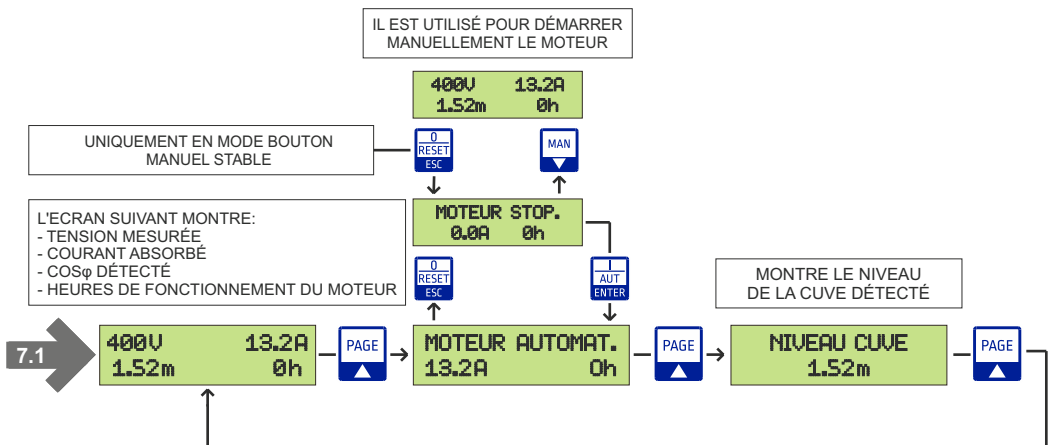 IL EST UTILISÉ POUR DÉMARRER
MANUELLEMENT LE MOTEUR
400V 13.2A
1.52m 0h
UNIQUEMENT EN MODE BOUTON
MANUEL STABLE
0
RESET
ESC
MAN
L'ECRAN SUIVANT MONTRE:
- TENSION MESURÉE
- COURANT ABSORBÉ
- COSφ DÉTECTÉ
- HEURES DE FONCTIONNEMENT DU MOTEUR
MOTEUR STOP.
0.0A 0h
0
RESET
ESC
I
AUT
ENTER
MONTRE LE NIVEAU
DE LA CUVE DÉTECTÉ
7.1
400V 13.2A
1.52m 0h
PAGE
MOTEUR AUTOMAT.
13.2A 0h
PAGE
NIVEAU CUVE
1.52m
PAGE